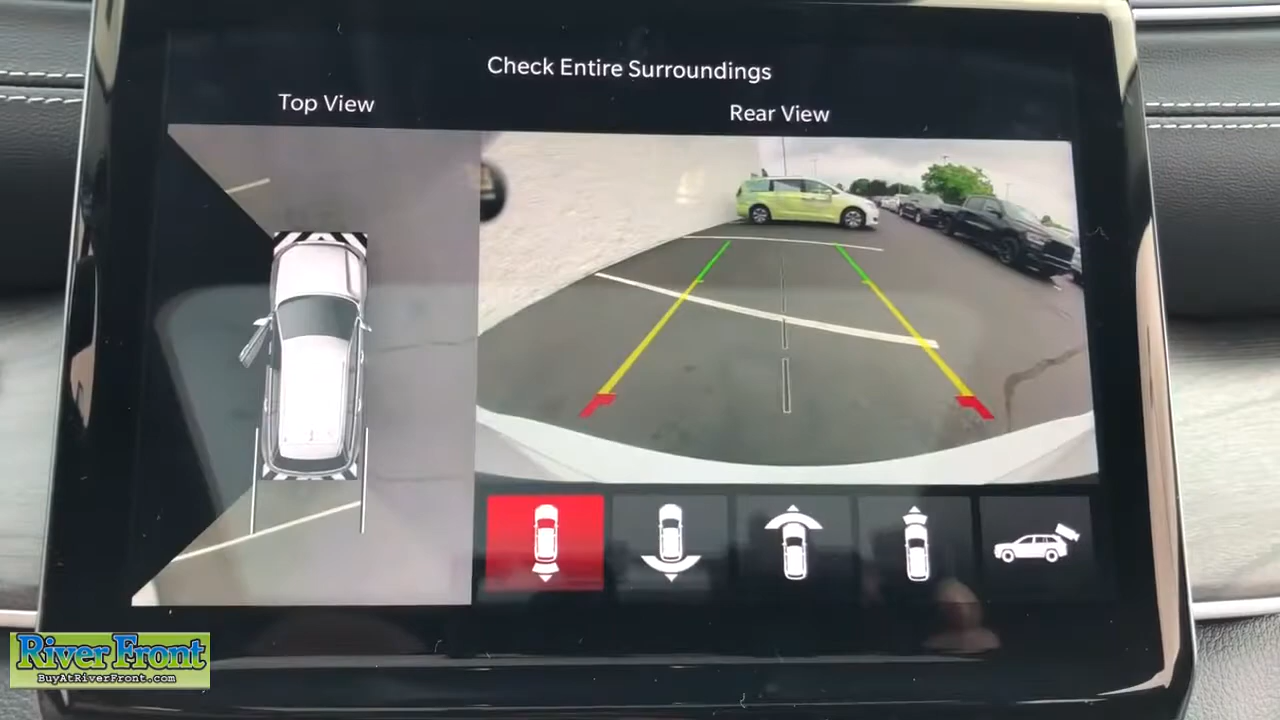 Check Entire Surroundings
Top View
Rear View
River Front
BuyAtRiverFront.com